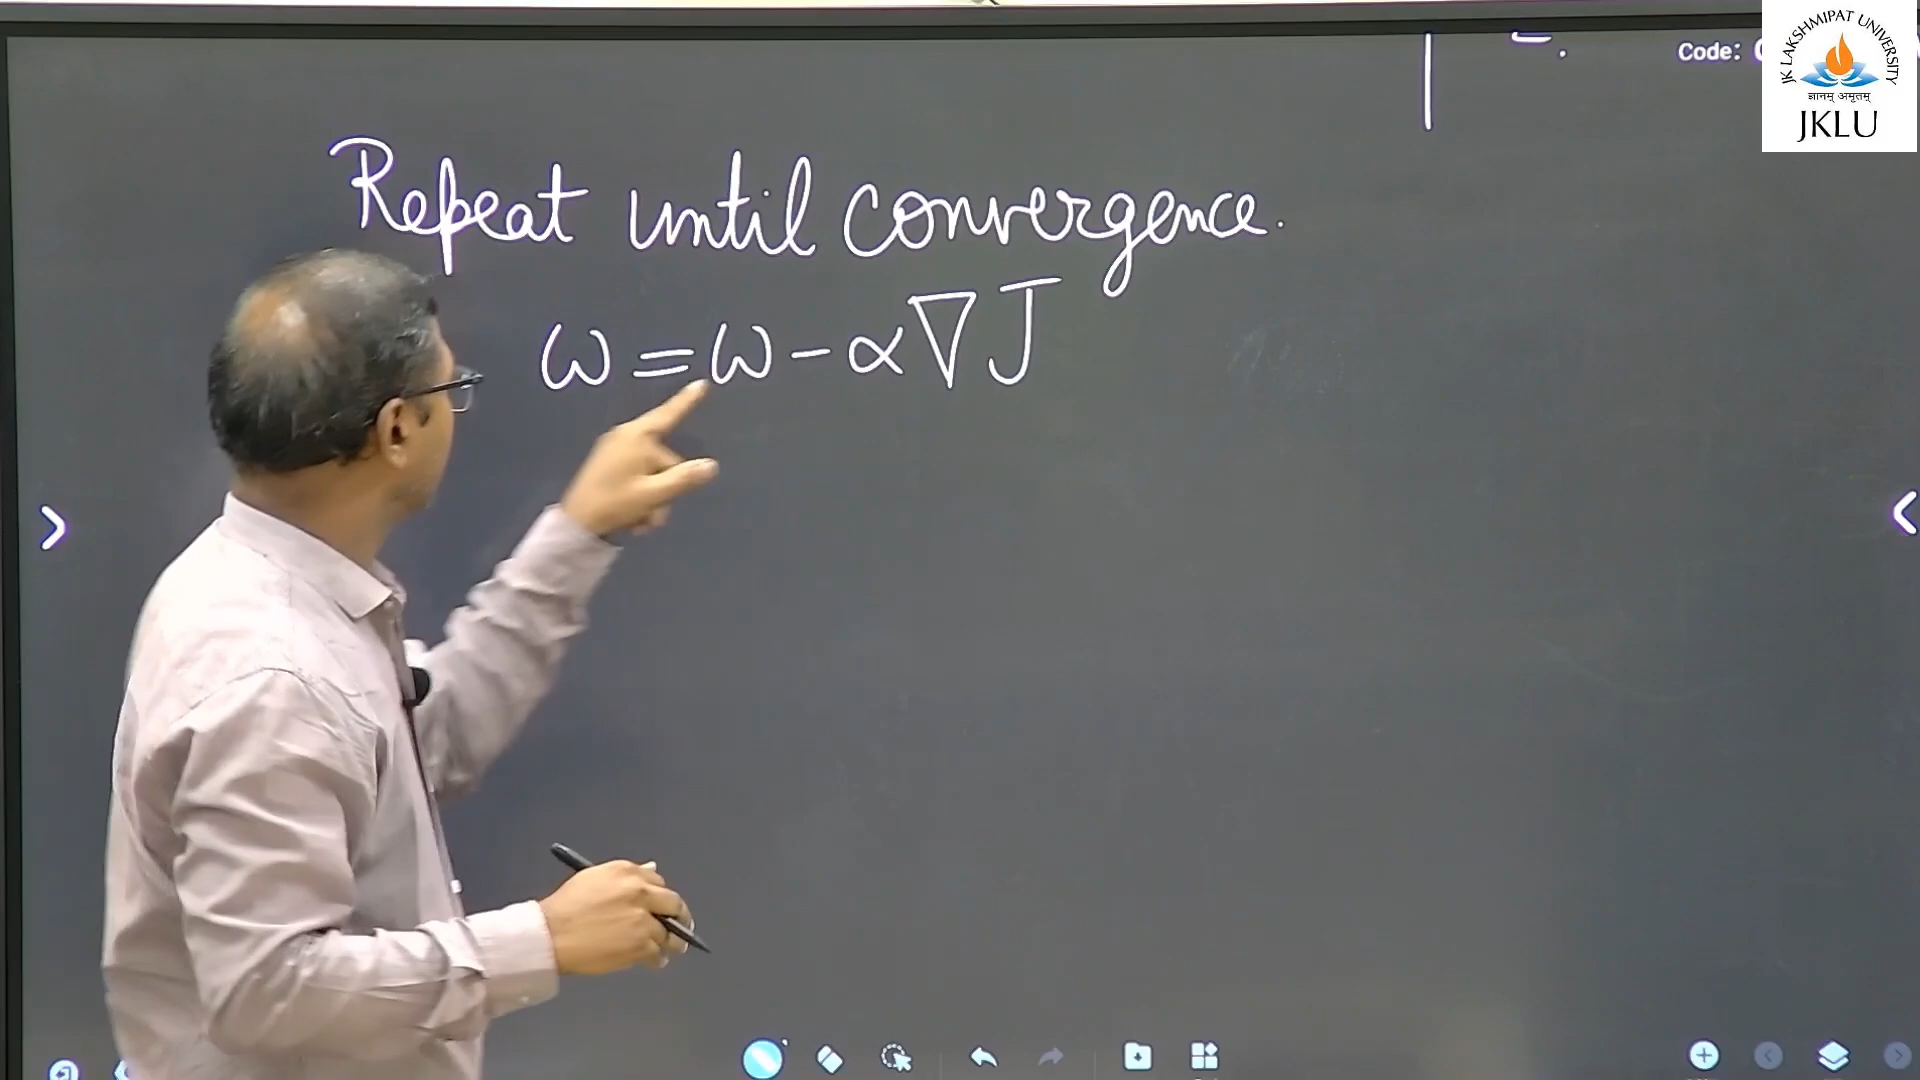 Code:
JK LAKSHMIPAT UNIVERSITY
ज्ञानम् अमृतम्
JKLU
Repeat until convergence.
ω = ω - α ∇ J